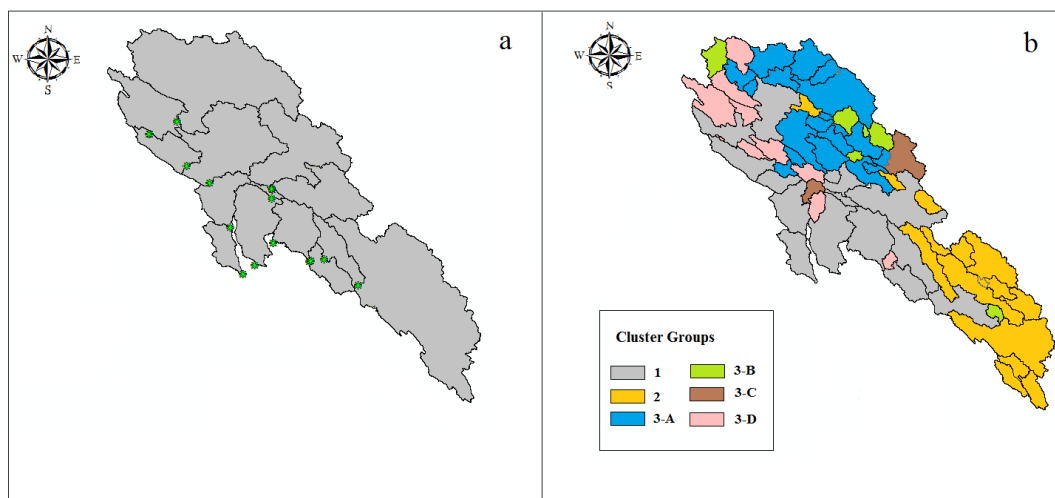 a
N
W E
S
b
N
W E
S
Cluster Groups
1 3-B
2 3-C
3-A 3-D